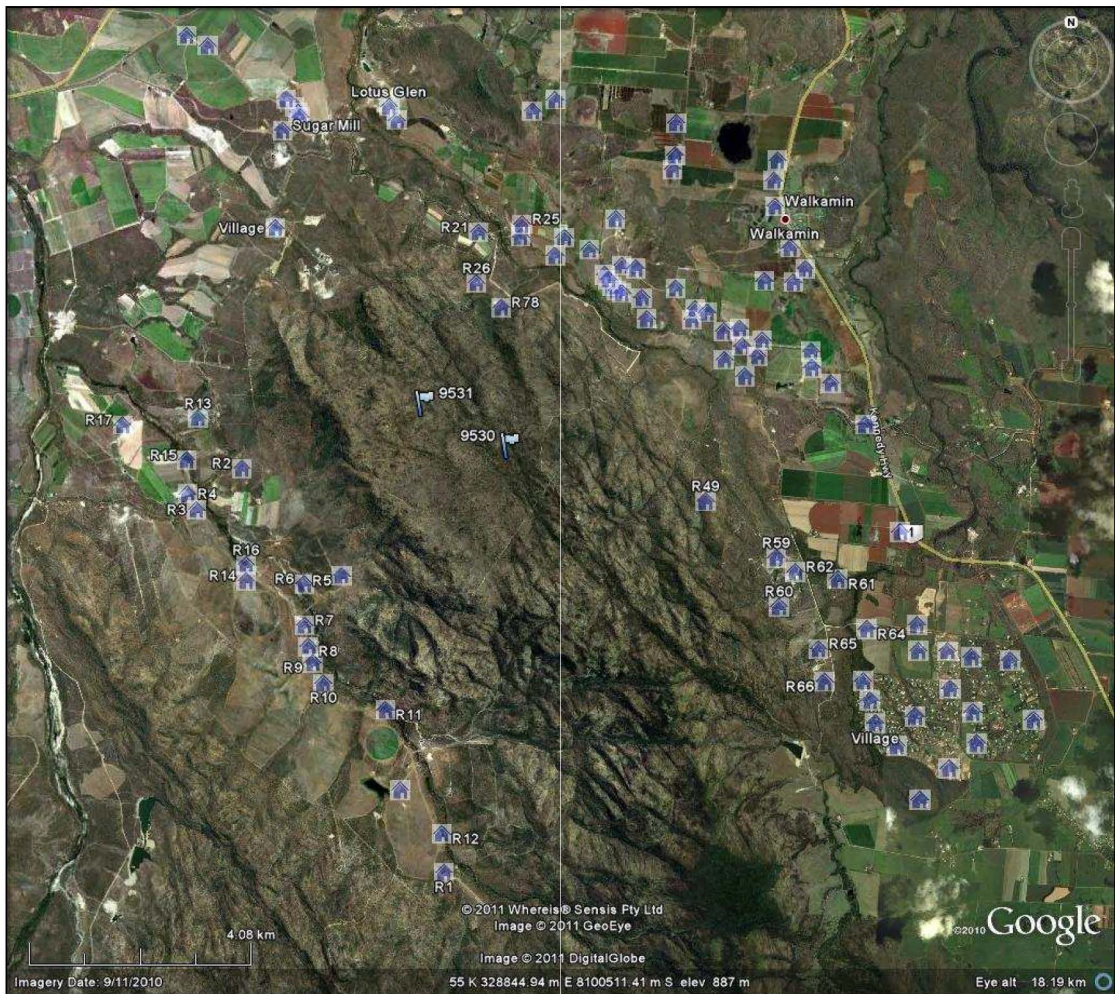 N
Lotus Glen
Sugar Mill
Walkamin
Village
R21
R25
Walkamin
R26
R78
9531
R13
R17
9530
Kennedy Hwy
R15
R2
R4
R49
R3
1
R16
R59
R14
R6
R5
R62
R61
R60
R7
R64
R8
R65
R9
R66
R10
R11
Village
R12
R1
© 2011 Whereis® Sensis Pty Ltd
Image © 2011 GeoEye
©2010 Google
4.08 km
Image © 2011 DigitalGlobe
Imagery Date: 9/11/2010
55 K 328844.94 m E 8100511.41 m S elev 887 m
Eye alt 18.19 km